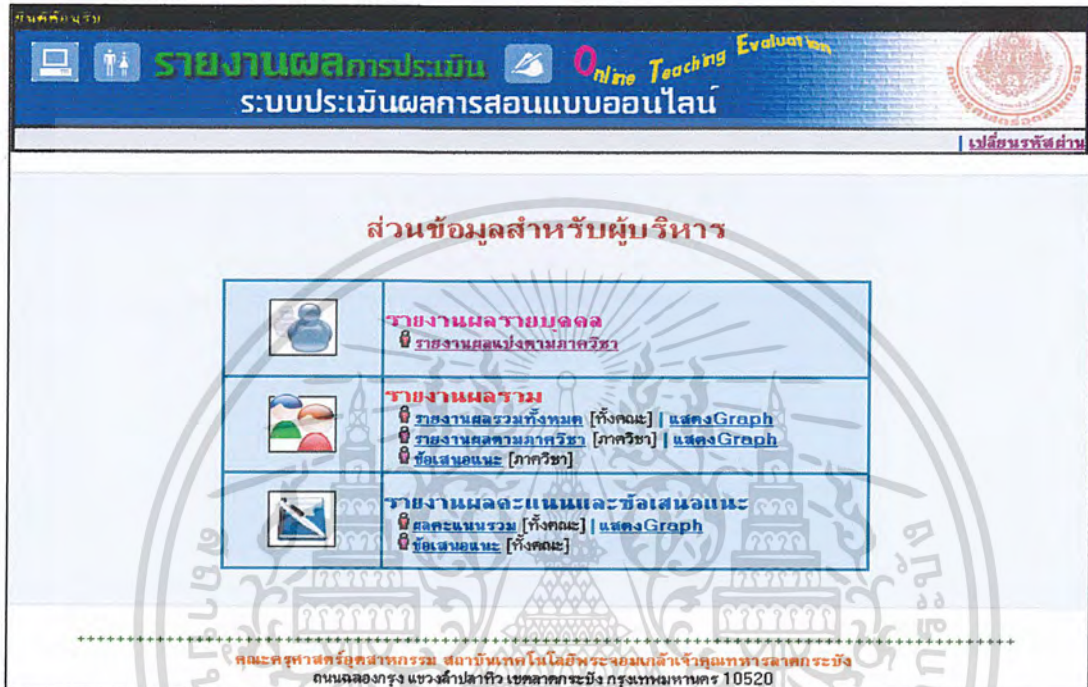 ยินดีต้อนรับ
รายงานผลการประเมิน Online Teaching Evaluation
ระบบประเมินผลการสอนแบบออนไลน์
| เปลี่ยนรหัสผ่าน
ส่วนข้อมูลสำหรับผู้บริหาร
รายงานผลรายบุคคล
รายงานผลแบ่งตามภาควิชา
รายงานผลรวม
รายงานผลรวมทั้งหมด [ทั้งคณะ] | แสดงGraph
รายงานผลตามภาควิชา [ภาควิชา] | แสดงGraph
ข้อเสนอแนะ [ภาควิชา]
รายงานผลคะแนนและข้อเสนอแนะ
ผลคะแนนรวม [ทั้งคณะ] | แสดงGraph
ข้อเสนอแนะ [ทั้งคณะ]
คณะครุศาสตร์อุตสาหกรรม สถาบันเทคโนโลยีพระจอมเกล้าเจ้าคุณทหารลาดกระบัง
ถนนฉลองกรุง แขวงลำปลาทิว เขตลาดกระบัง กรุงเทพมหานคร 10520